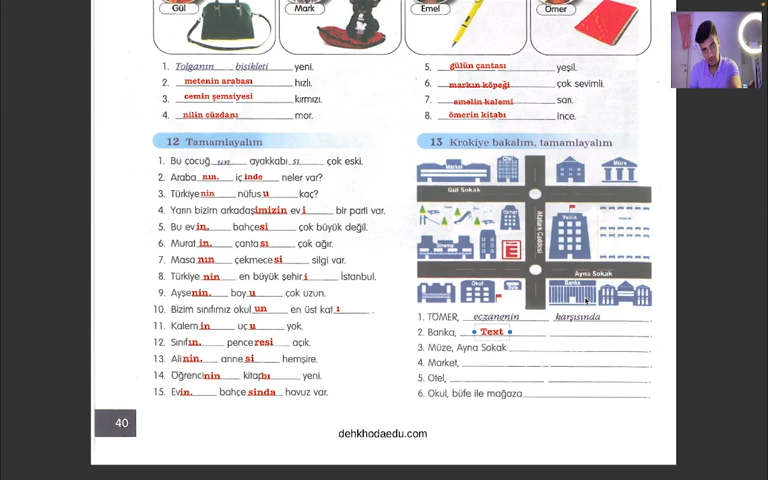 Gül
Mark
Emel
Ömer
1. Tolganın bisikleti yeni.
2. metenin arabası hızlı.
3. cemin şemsiyesi kırmızı.
4. nilin cüzdanı mor.
5. gülün çantası yeşil.
6. markın köpeği çok sevimli.
7. emelin kalemi sarı.
8. ömerin kitabı ince.
12 Tamamlayalım
1. Bu çocuğ un ayakkabı sı çok eski.
2. Araba nın. iç inde neler var?
3. Türkiye nin nüfus u kaç?
4. Yarın bizim arkadaşimizin ev i bir parti var.
5. Bu ev in. bahçe si çok büyük değil.
6. Murat in. çanta sı çok ağır.
7. Masa nın çekmece si silgi var.
8. Türkiye nin en büyük şehir i İstanbul.
9. Ayşe nin. boy u çok uzun.
10. Bizim sınıfımız okul un en üst kat ı .
11. Kalem in uç u yok.
12. Sınıf ın. pence resi açık.
13. Ali nin. anne si hemşire.
14. Öğrenci nin kitap bı yeni.
15. Ev in. bahçe sinda havuz var.
13 Krokiye bakalım, tamamlayalım
Market
Otel
Müze
Gül Sokak
TÖMER
Atatürk Caddesi
Sinema
E
Ayna Sokak
Okul
Banka
1. TÖMER, eczanenin karşısında
2. Banka, Text
3. Müze, Ayna Sokak
4. Market,
5. Otel,
6. Okul, büfe ile mağaza
40
dehkhodaedu.com